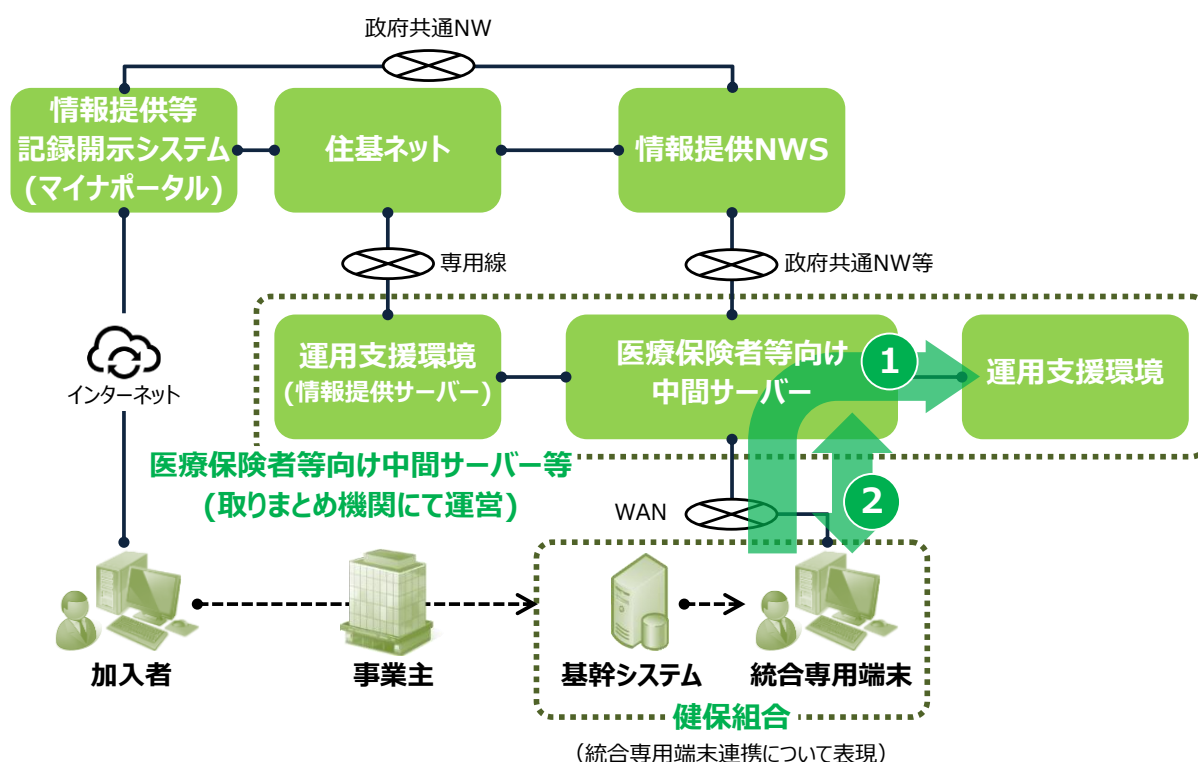 政府共通NW
情報提供等
記録開示システム
(マイナポータル)
住基ネット
情報提供NWS
専用線
政府共通NW等
インターネット
運用支援環境
(情報提供サーバー)
医療保険者等向け
中間サーバー
1
運用支援環境
医療保険者等向け中間サーバー等
(取りまとめ機関にて運営)
2
WAN
加入者
事業主
基幹システム
統合専用端末
健保組合
(統合専用端末連携について表現)